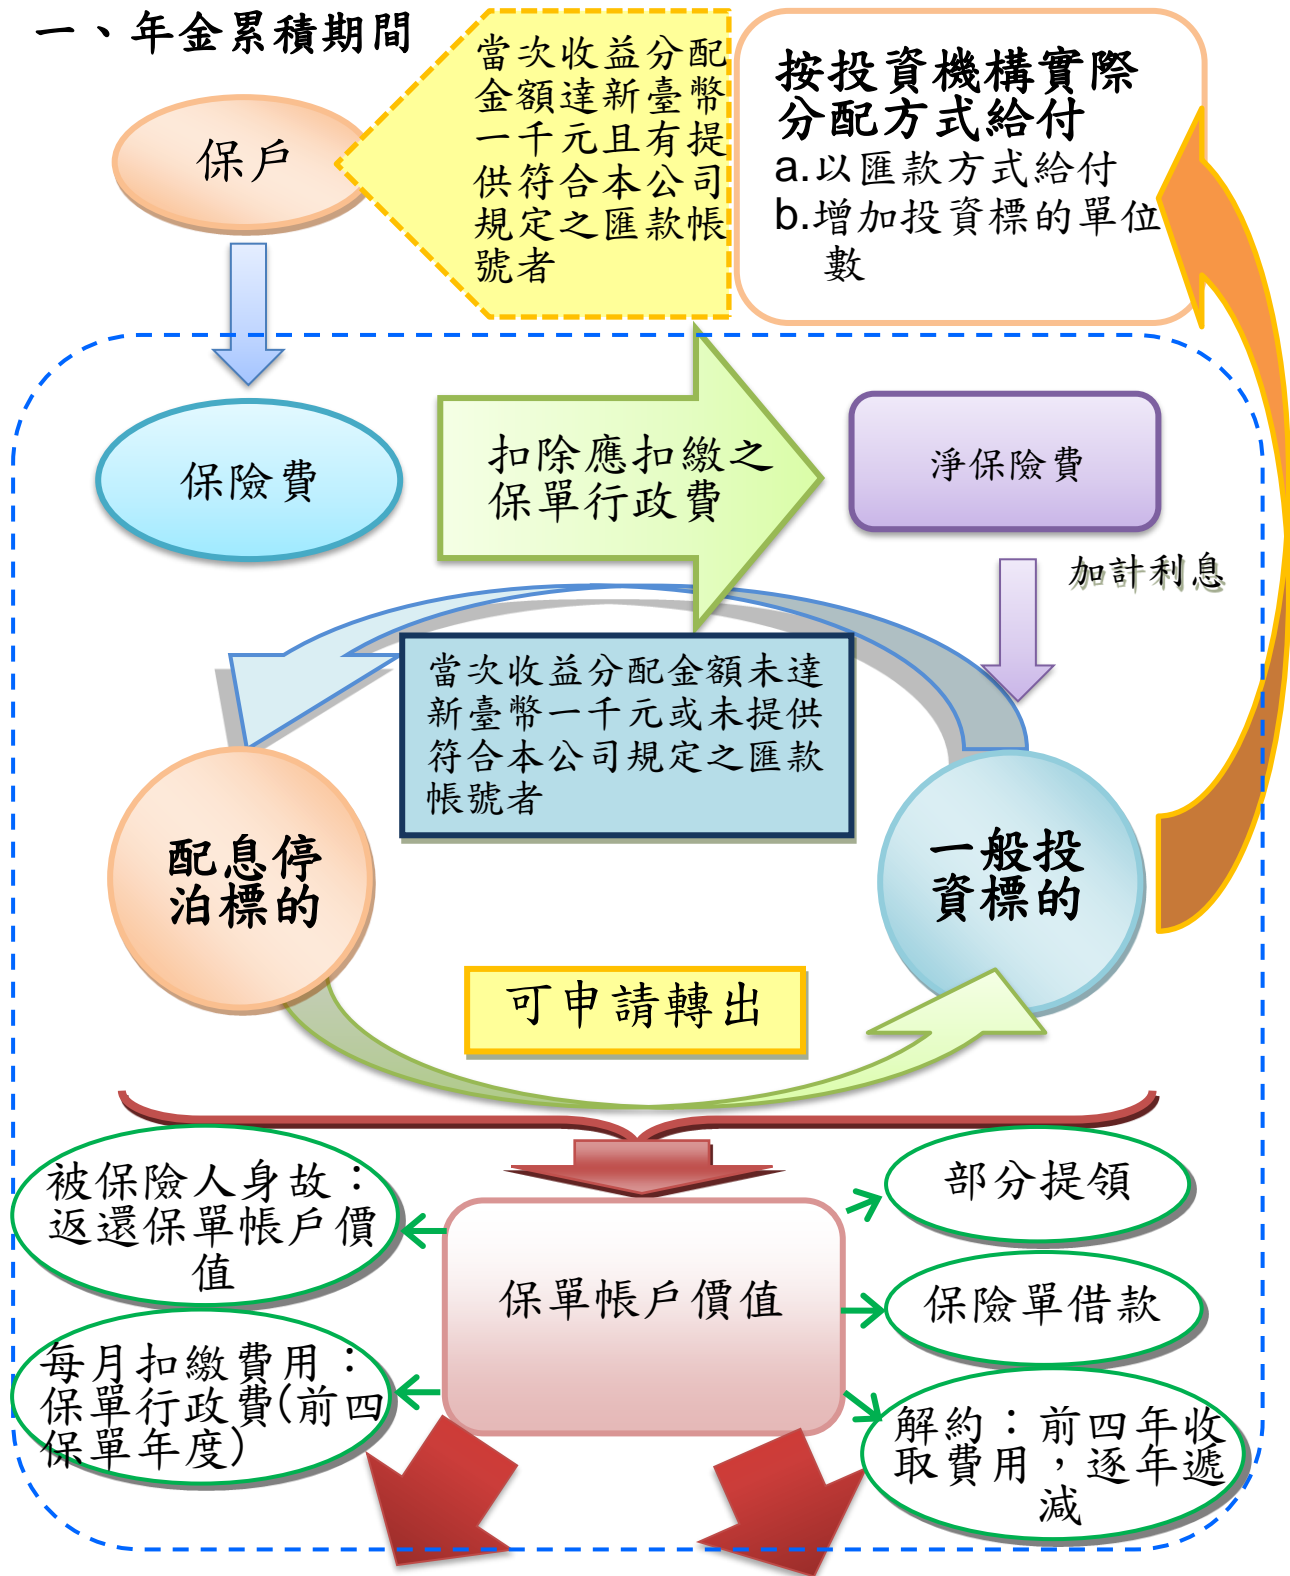 一、年金累積期間
保戶
當次收益分配
金額達新臺幣
一千元且有提
供符合本公司
規定之匯款帳
號者
按投資機構實際
分配方式給付
a.以匯款方式給付
b.增加投資標的單位
數
保險費
扣除應扣繳之
保單行政費
淨保險費
加計利息
當次收益分配金額未達
新臺幣一千元或未提供
符合本公司規定之匯款
帳號者
配息停
泊標的
一般投
資標的
可申請轉出
被保險人身故：
返還保單帳戶價
值
每月扣繳費用：
保單行政費(前四
保單年度)
保單帳戶價值
部分提領
保險單借款
解約：前四年收
取費用，逐年遞
減